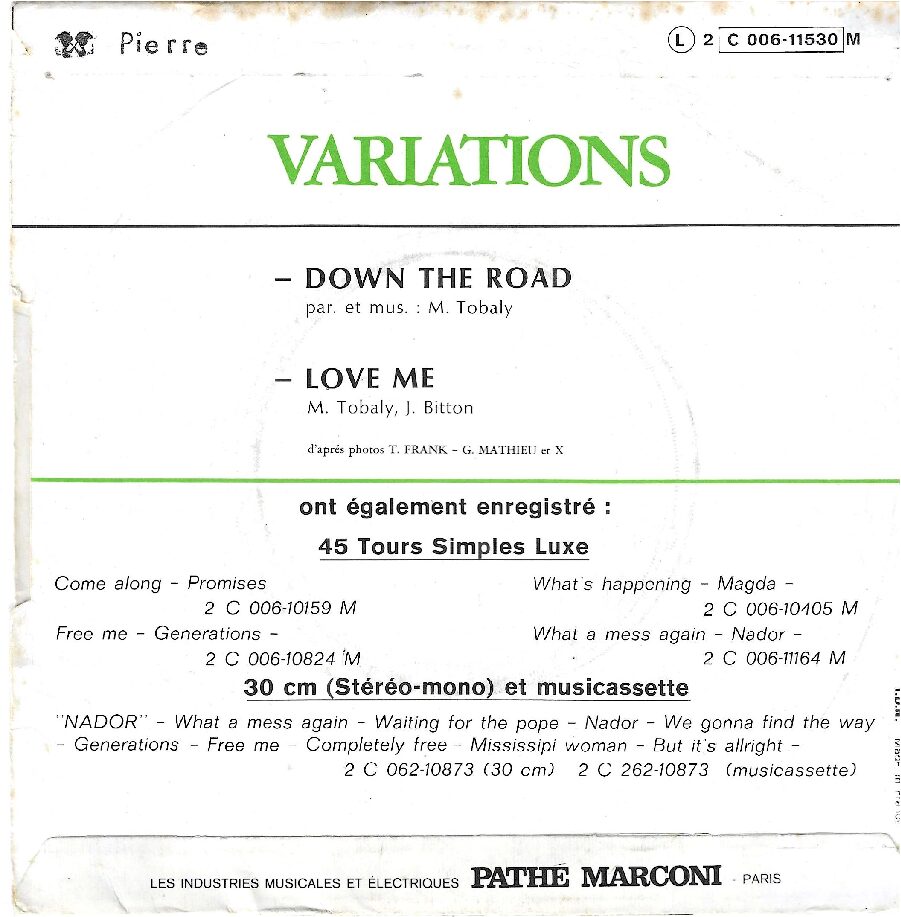 Pierre
Ⓛ 2 C 006-11530 M
VARIATIONS
– DOWN THE ROAD
par. et mus. : M. Tobaly
– LOVE ME
M. Tobaly, J. Bitton
d'aprés photos T. FRANK – G. MATHIEU et X
ont également enregistré :
45 Tours Simples Luxe
Come along – Promises
2 C 006-10159 M
What's happening – Magda –
2 C 006-10405 M
Free me – Generations –
2 C 006-10824 M
What a mess again – Nador –
2 C 006-11164 M
30 cm (Stéréo-mono) et musicassette
"NADOR" – What a mess again – Waiting for the pope – Nador – We gonna find the way
– Generations – Free me – Completely free – Mississipi woman – But it's allright –
2 C 062-10873 (30 cm) 2 C 262-10873 (musicassette)
LES INDUSTRIES MUSICALES ET ÉLECTRIQUES PATHÉ MARCONI - PARIS